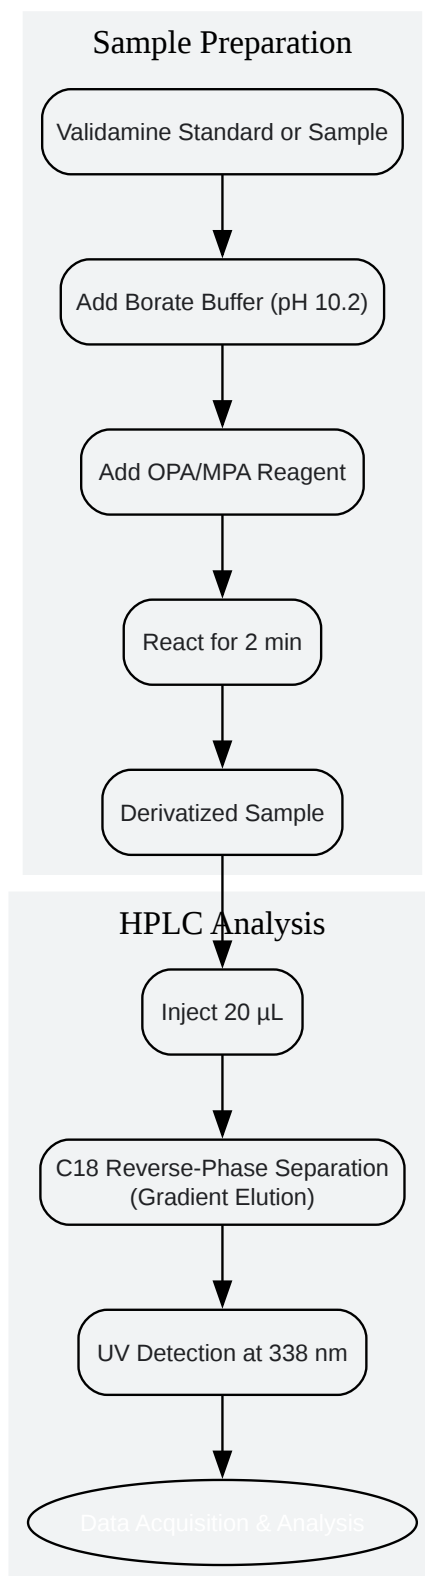 Sample Preparation
Validamine Standard or Sample
Add Borate Buffer (pH 10.2)
Add OPA/MPA Reagent
React for 2 min
Derivatized Sample
HPLC Analysis
Inject 20 µL
C18 Reverse-Phase Separation
(Gradient Elution)
UV Detection at 338 nm
Data Acquisition & Analysis